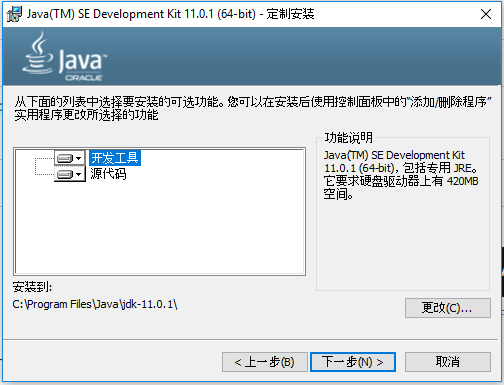 Java(TM) SE Development Kit 11.0.1 (64-bit) - 定制安装
Java
ORACLE
从下面的列表中选择要安装的可选功能。您可以在安装后使用控制面板中的“添加/删除程序”
实用程序更改所选择的功能
开发工具
源代码
功能说明
Java(TM) SE Development Kit
11.0.1 (64-bit)，包括专用 JRE。
它要求硬盘驱动器上有 420MB
空间。
安装到:
C:\Program Files\Java\jdk-11.0.1\
更改(C)...
< 上一步(B)
下一步(N) >
取消